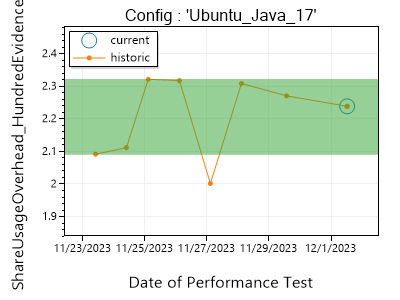 Config : 'Ubuntu_Java_17'
current
historic
ShareUsageOverhead_HundredEvidence
2.4
2.3
2.2
2.1
2
1.9
11/23/2023
11/25/2023
11/27/2023
11/29/2023
12/1/2023
Date of Performance Test